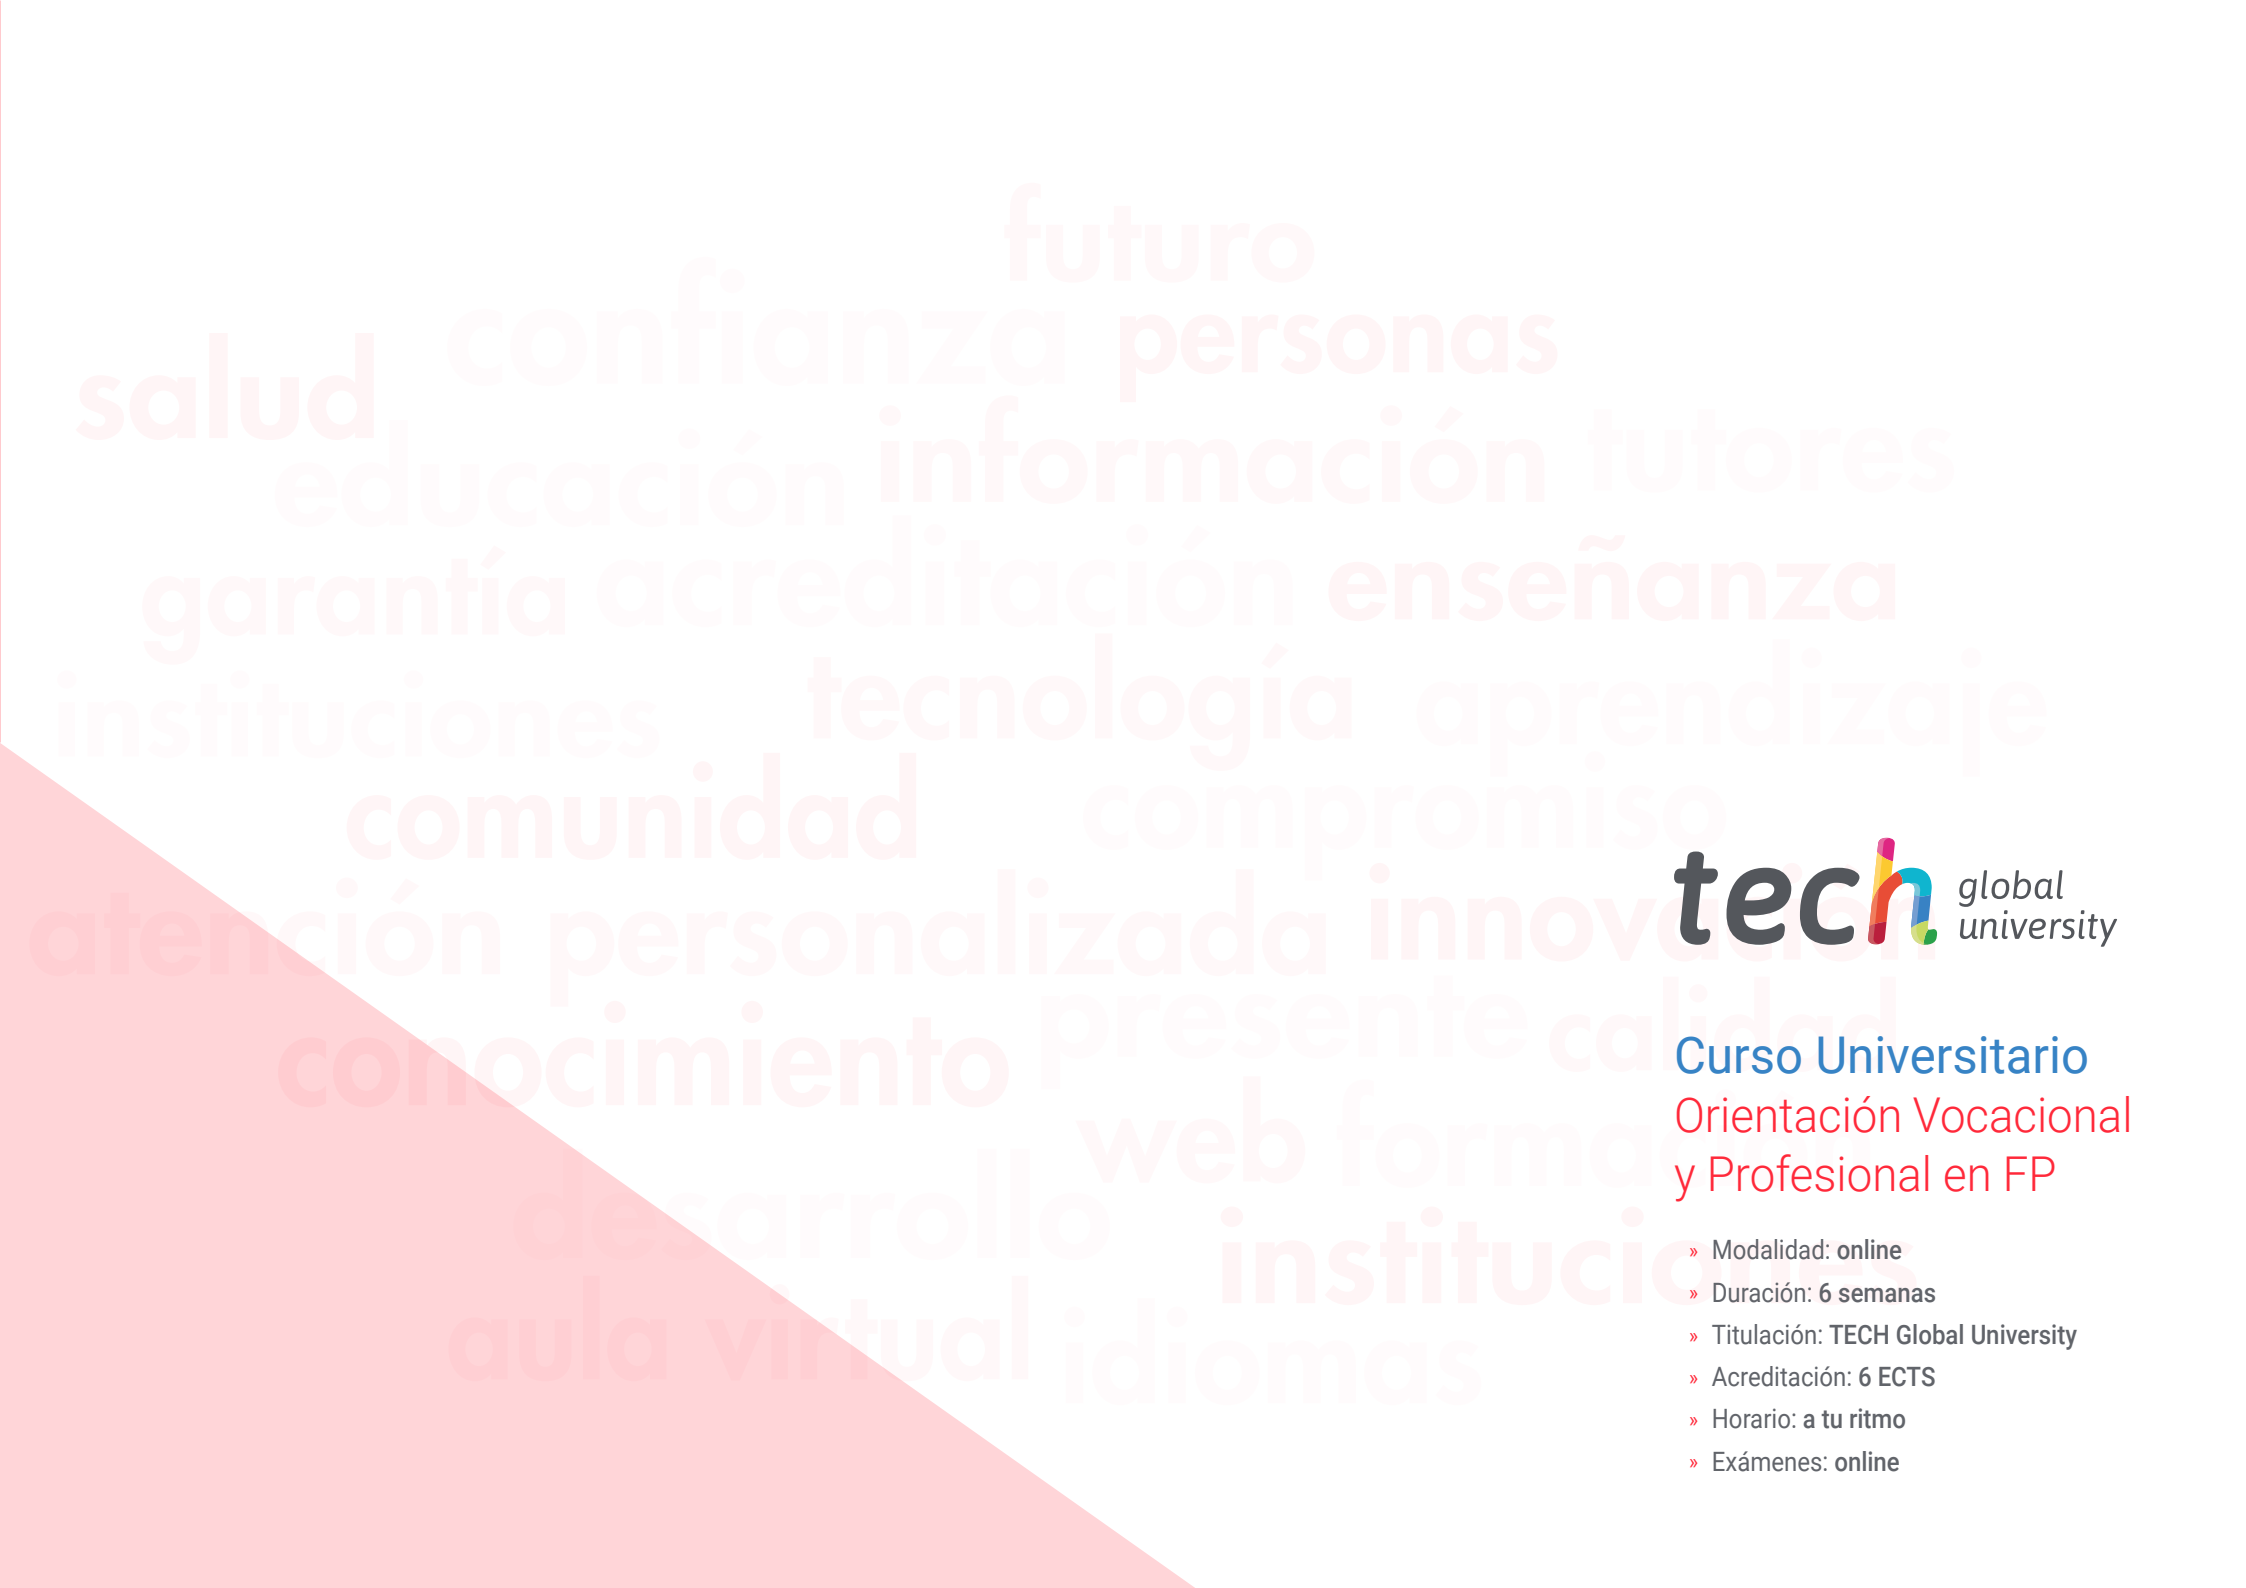 futuro
confianza personas
salud
educación información tutores
garantía acreditación enseñanza
instituciones tecnología aprendizaje
comunidad compromiso
atención personalizada innovación
conocimiento presente calidad
web forma
desarrollo
instituciones
aula virtual idiomas
tech global
university
Curso Universitario
Orientación Vocacional
y Profesional en FP
» Modalidad: online
» Duración: 6 semanas
» Titulación: TECH Global University
» Acreditación: 6 ECTS
» Horario: a tu ritmo
» Exámenes: online